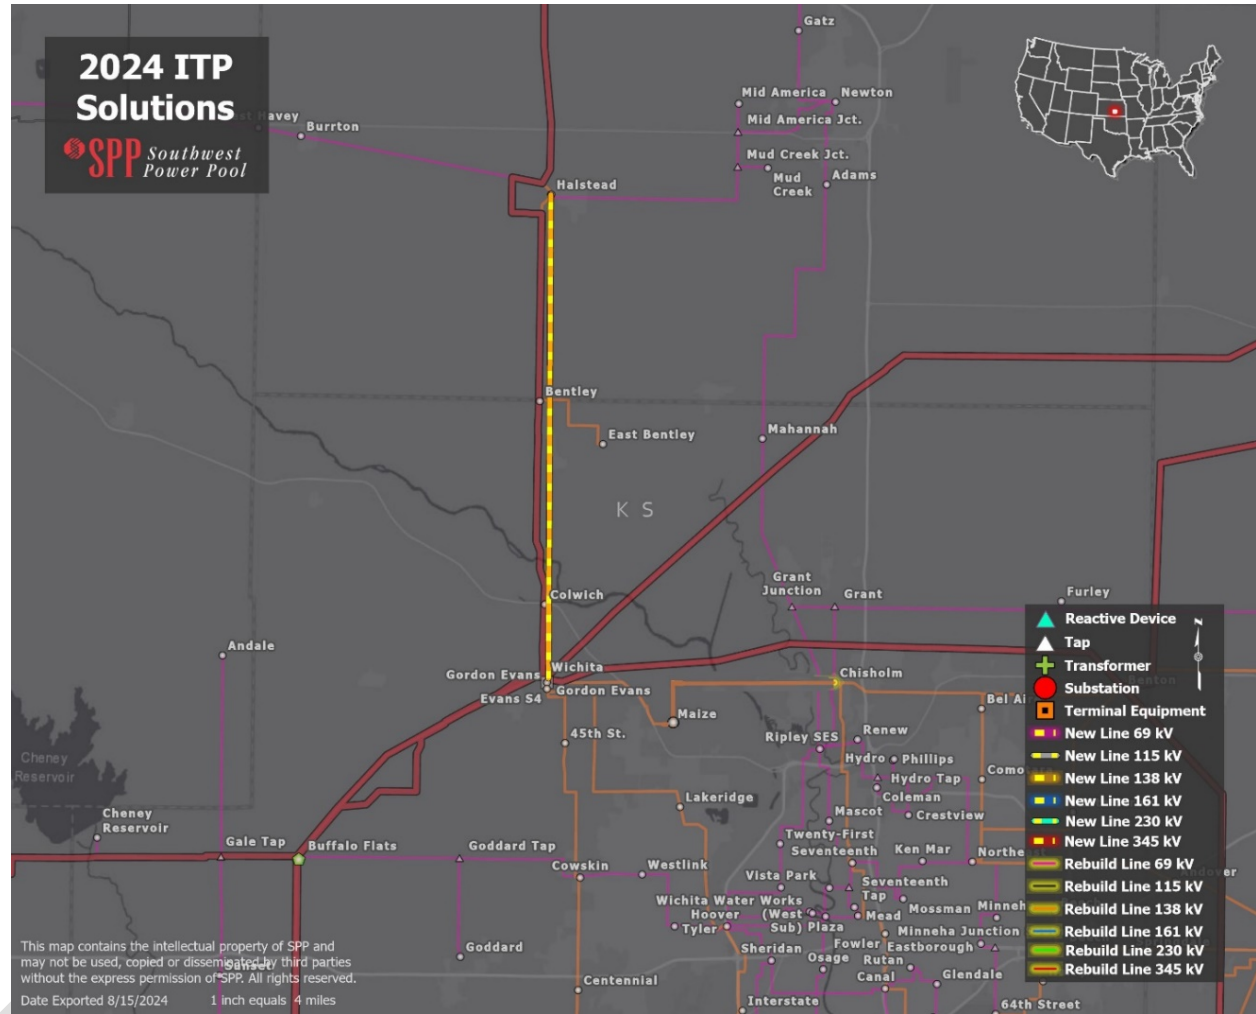 2024 ITP
Solutions
SPP Southwest
Power Pool
Gatz
Mid America
Newton
Mid America Jct.
Havey
Burrton
Mud Creek Jct.
Mud
Creek
Adams
Halstead
Bentley
East Bentley
Mahannah
K S
Colwich
Grant
Junction
Grant
Furley
Andale
Wichita
Gordon Evans
Gordon Evans
Evans S4
Chisholm
Benton
Maize
Bel Air
45th St.
Ripley SES
Renew
Hydro
Phillips
Hydro Tap
Coleman
Crestview
Cheney
Reservoir
Cheney
Reservoir
Lakeridge
Mascot
Twenty-First
Seventeenth
Ken Mar
Gale Tap
Buffalo Flats
Goddard Tap
Cowskin
Westlink
Vista Park
Seventeenth
Tap
Andover
Wichita Water Works
Hoover
(West
Sub)
Plaza
Mossman
Mead
Tyler
Minneha Junction
Sheridan
Fowler
Eastborough
Osage
Rutan
Goddard
Sunset
Centennial
Canal
Glendale
Interstate
64th Street
Reactive Device
Tap
Transformer
Substation
Terminal Equipment
New Line 69 kV
New Line 115 kV
New Line 138 kV
New Line 161 kV
New Line 230 kV
New Line 345 kV
Rebuild Line 69 kV
Rebuild Line 115 kV
Rebuild Line 138 kV
Rebuild Line 161 kV
Rebuild Line 230 kV
Rebuild Line 345 kV
N
This map contains the intellectual property of SPP and
may not be used, copied or disseminated by third parties
without the express permission of SPP. All rights reserved.
Date Exported 8/15/2024
1 inch equals 4 miles